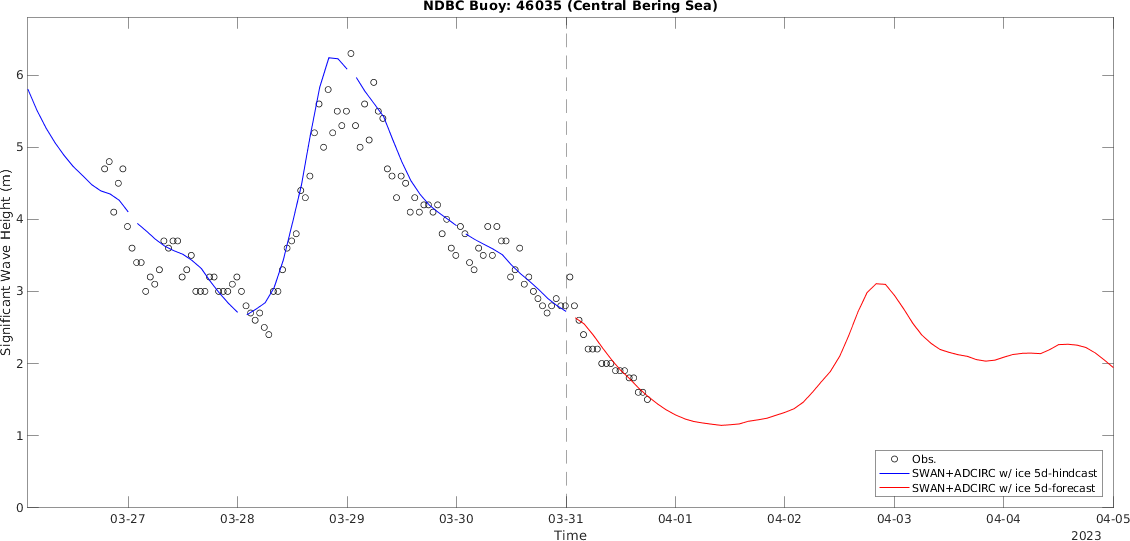 NDBC Buoy: 46035 (Central Bering Sea)
Significant Wave Height (m)
6
5
4
3
2
1
0
Obs.
SWAN+ADCIRC w/ ice 5d-hindcast
SWAN+ADCIRC w/ ice 5d-forecast
03-27 03-28 03-29 03-30 03-31 04-01 04-02 04-03 04-04 04-05
Time
2023